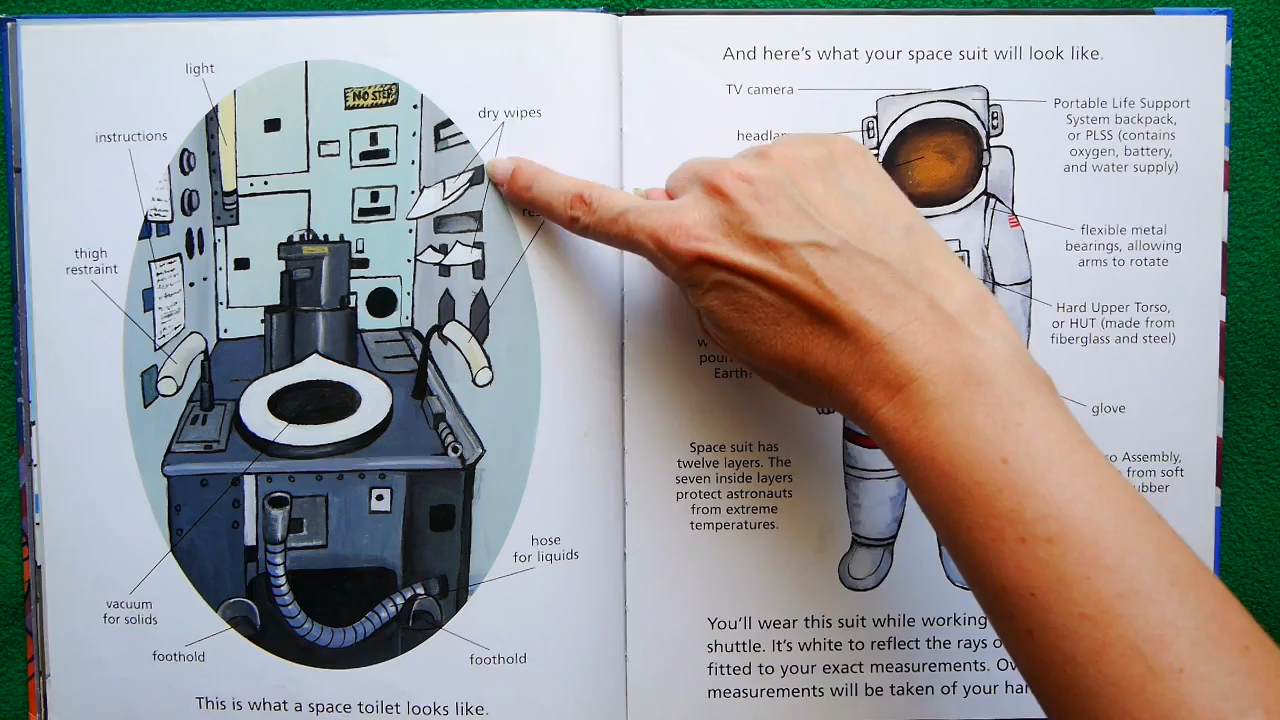 light
NO STEP
dry wipes
instructions
thigh
restraint
hose
for liquids
vacuum
for solids
foothold
foothold
This is what a space toilet looks like.
And here's what your space suit will look like.
TV camera
Portable Life Support
System backpack,
or PLSS (contains
oxygen, battery,
and water supply)
flexible metal
bearings, allowing
arms to rotate
Hard Upper Torso,
or HUT (made from
fiberglass and steel)
Earth?
glove
Assembly,
from soft
Space suit has
twelve layers. The
seven inside layers
protect astronauts
from extreme
temperatures.
You'll wear this suit while working
shuttle. It's white to reflect the rays
fitted to your exact measurements.
measurements will be taken of your